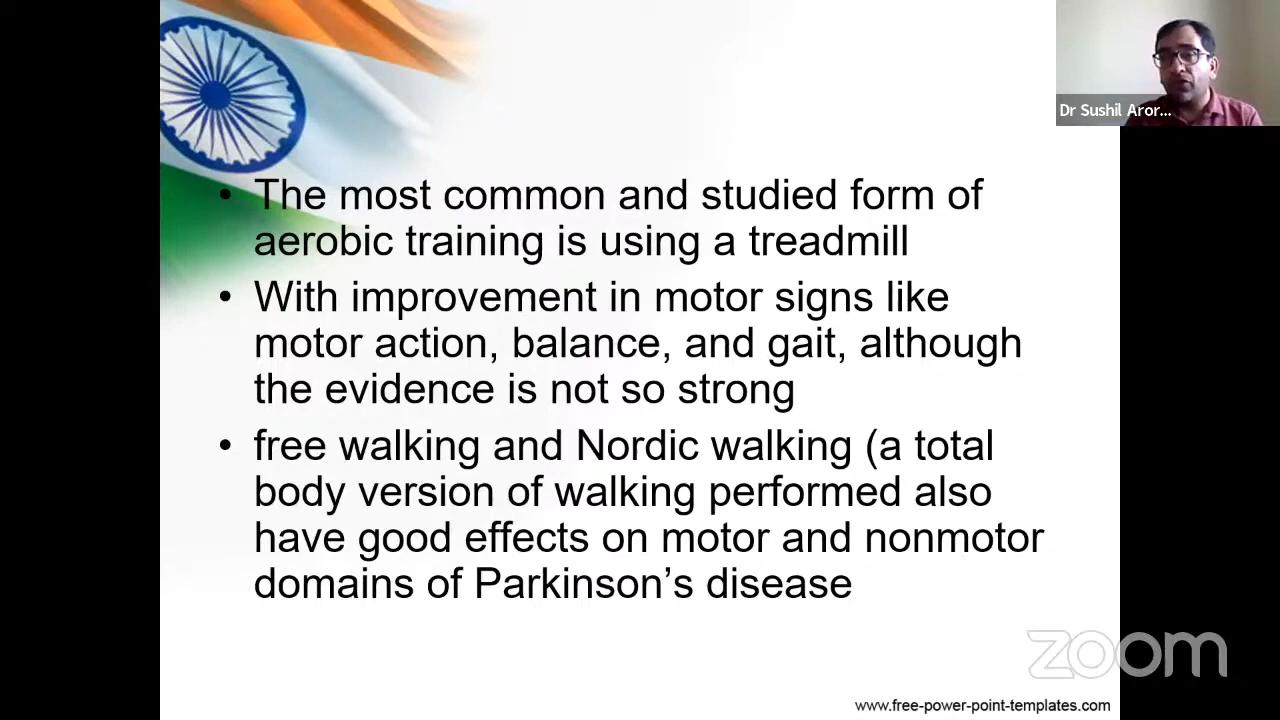 Dr Sushil Aror...
• The most common and studied form of
aerobic training is using a treadmill
• With improvement in motor signs like
motor action, balance, and gait, although
the evidence is not so strong
• free walking and Nordic walking (a total
body version of walking performed also
have good effects on motor and nonmotor
domains of Parkinson’s disease
zoom
www.free-power-point-templates.com